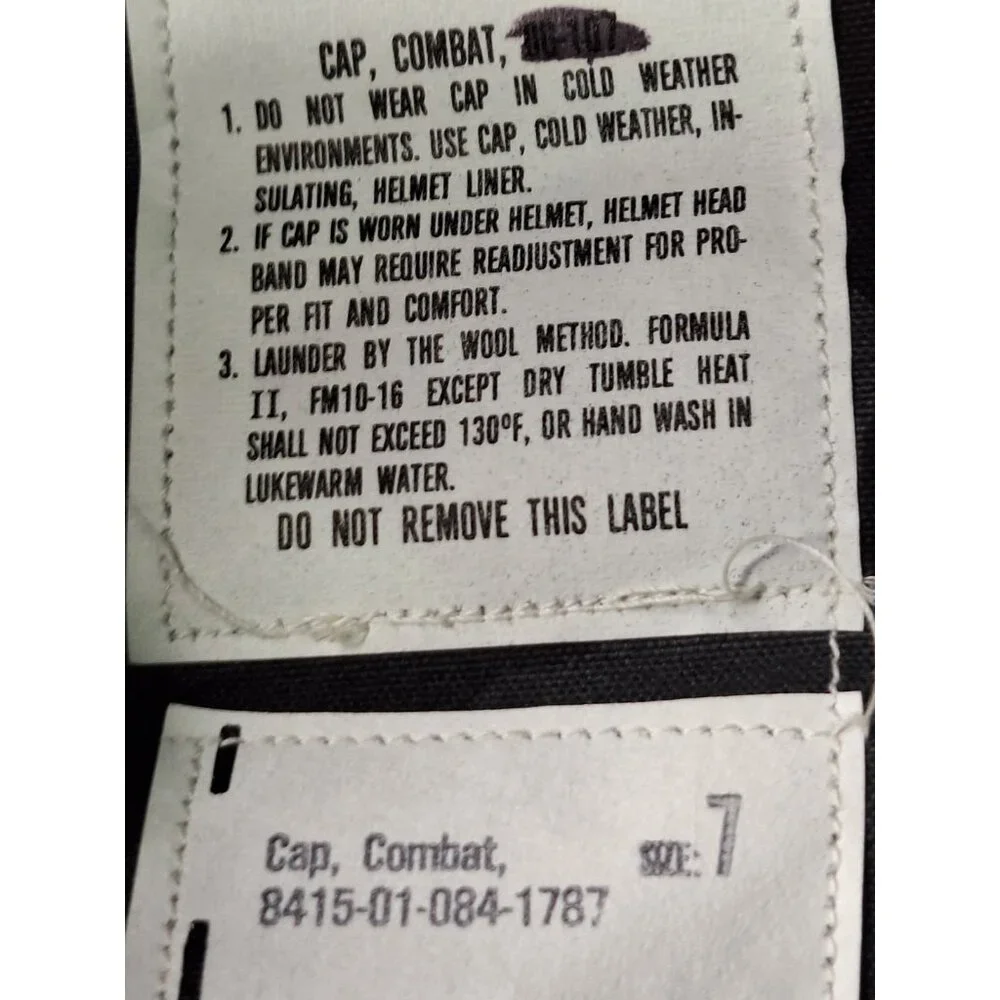 CAP, COMBAT, OG-107
1. DO NOT WEAR CAP IN COLD WEATHER
ENVIRONMENTS. USE CAP, COLD WEATHER, IN-
SULATING, HELMET LINER.
2. IF CAP IS WORN UNDER HELMET, HELMET HEAD
BAND MAY REQUIRE READJUSTMENT FOR PRO-
PER FIT AND COMFORT.
3. LAUNDER BY THE WOOL METHOD. FORMULA
II, FM10-16 EXCEPT DRY TUMBLE HEAT
SHALL NOT EXCEED 130ºF, OR HAND WASH IN
LUKEWARM WATER.
DO NOT REMOVE THIS LABEL
Cap, Combat, SIZE: 7
8415-01-084-1787